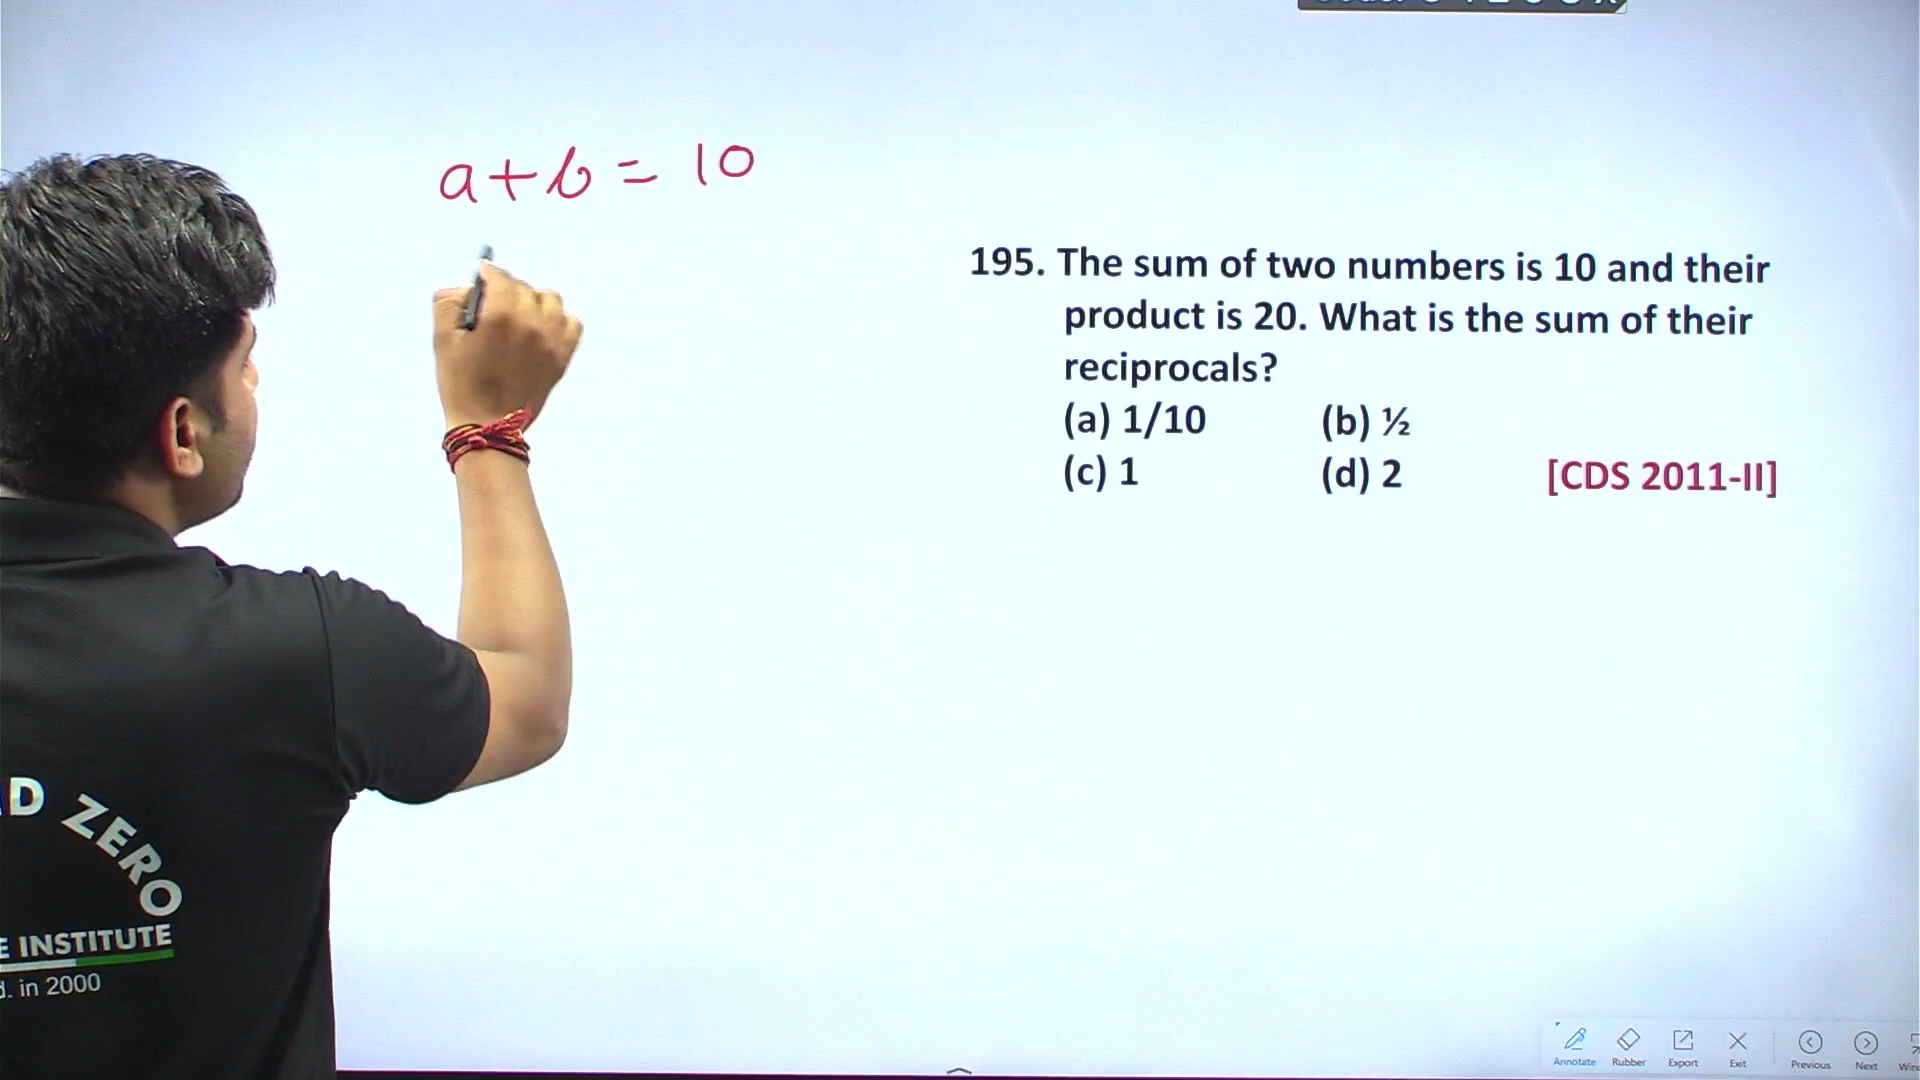 a+b = 10
195. The sum of two numbers is 10 and their
product is 20. What is the sum of their
reciprocals?
(a) 1/10 (b) ½
(c) 1 (d) 2 [CDS 2011-II]
D ZERO
E INSTITUTE
d. in 2000
Annotate Rubber Export Exit Previous Next